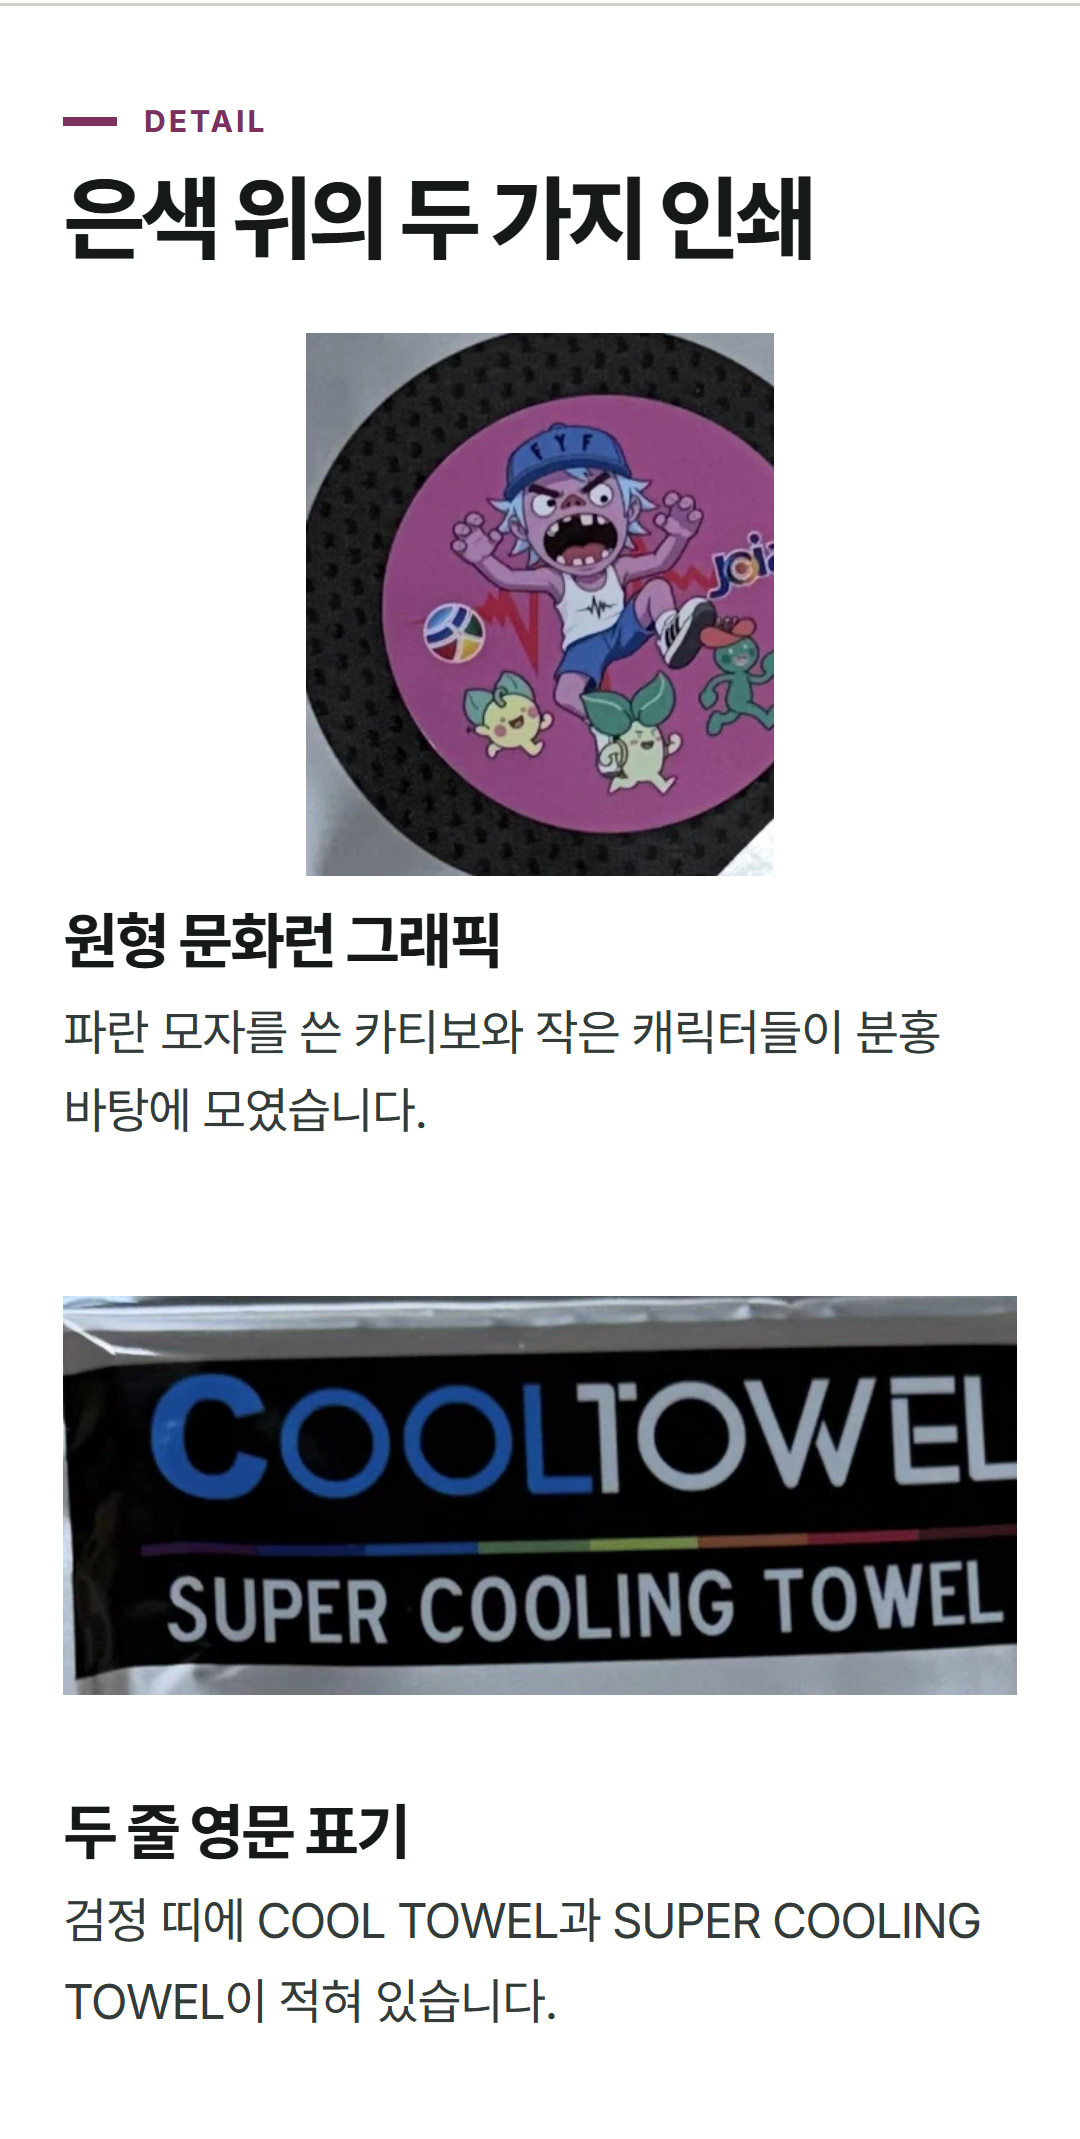 DETAIL
은색 위의 두 가지 인쇄
FYF
원형 문화런 그래픽
파란 모자를 쓴 카티보와 작은 캐릭터들이 분홍
바탕에 모였습니다.
COOLTOWEL
SUPER COOLING TOWEL
두 줄 영문 표기
검정 띠에 COOL TOWEL과 SUPER COOLING
TOWEL이 적혀 있습니다.